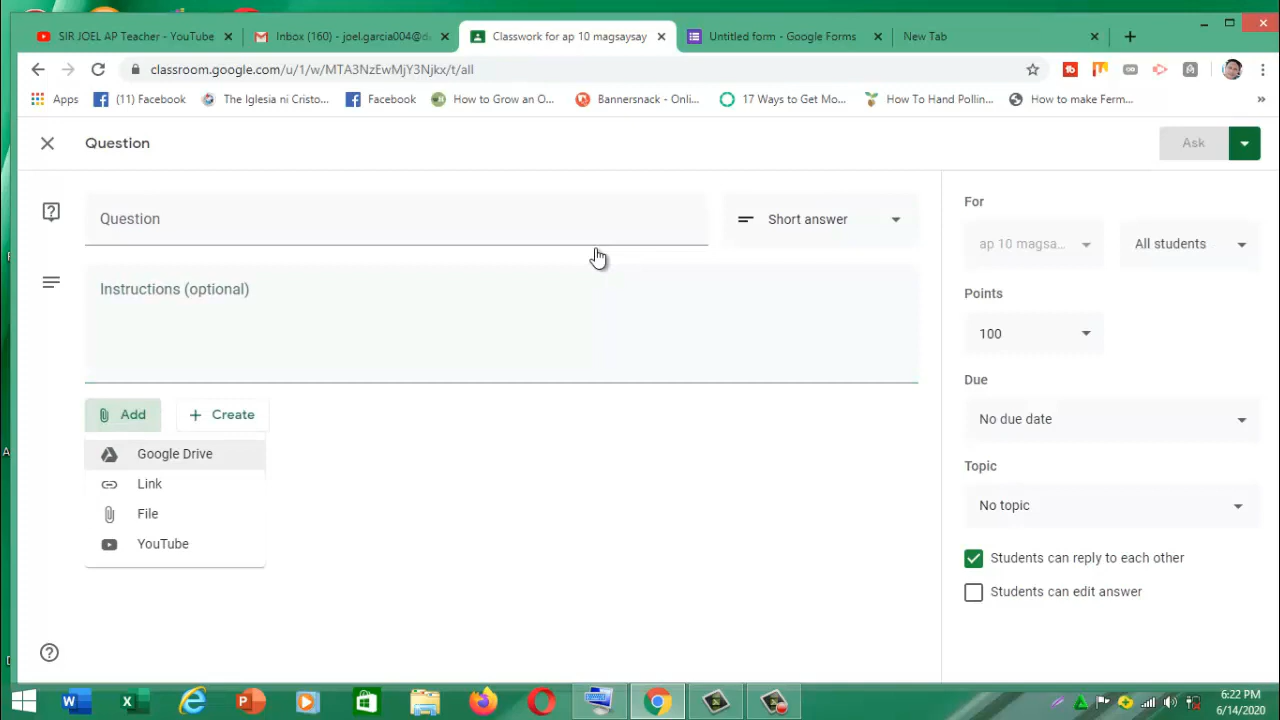 SIR JOEL AP Teacher - YouTube
Inbox (160) - joel.garcia004@d
Classwork for ap 10 magsaysay
Untitled form - Google Forms
New Tab
classroom.google.com/u/1/w/MTA3NzEwMjY3Njkx/t/all
Apps
(11) Facebook
The Iglesia ni Cristo...
Facebook
How to Grow an O...
Bannersnack - Onli...
17 Ways to Get Mo...
How To Hand Pollin...
How to make Ferm...
Question
Ask
Question
Short answer
Instructions (optional)
Add
Create
Google Drive
Link
File
YouTube
For
ap 10 magsa...
All students
Points
100
Due
No due date
Topic
No topic
Students can reply to each other
Students can edit answer
6:22 PM
6/14/2020